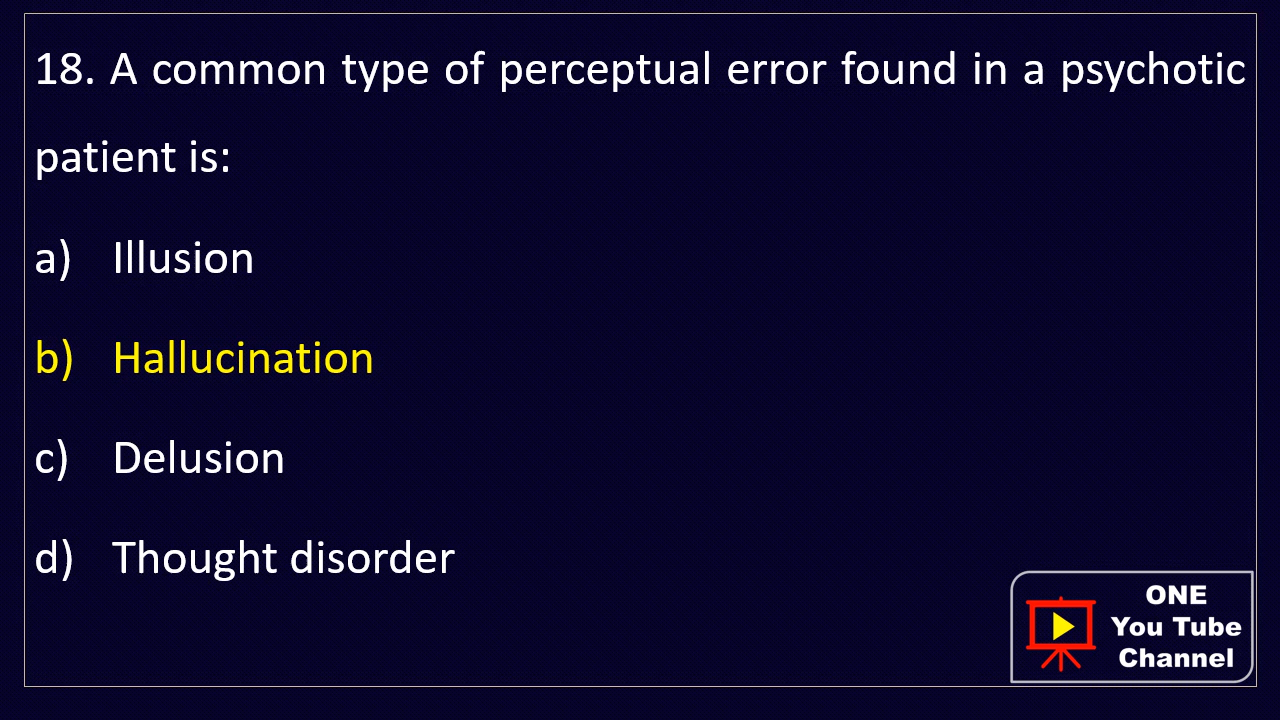 18. A common type of perceptual error found in a psychotic
patient is:
a) Illusion
b) Hallucination
c) Delusion
d) Thought disorder
ONE
You Tube
Channel